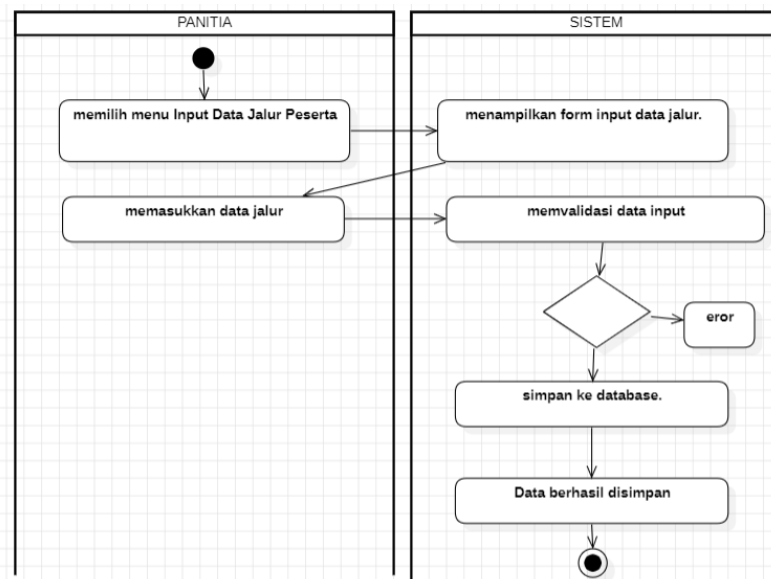 PANITIA
SISTEM
memilih menu Input Data Jalur Peserta
menampilkan form input data jalur.
memasukkan data jalur
memvalidasi data input
eror
simpan ke database.
Data berhasil disimpan